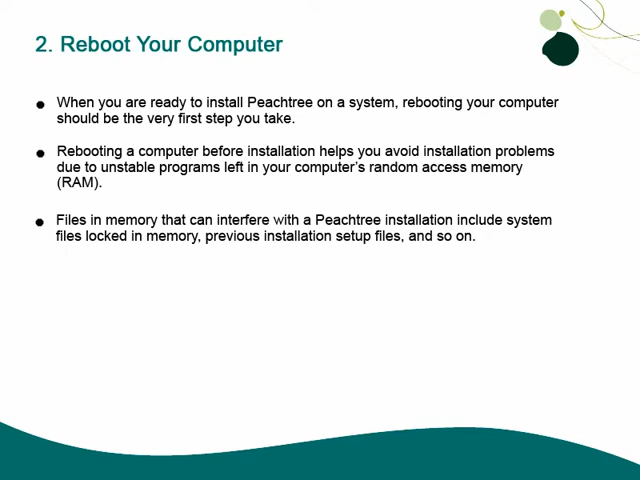 2. Reboot Your Computer
When you are ready to install Peachtree on a system, rebooting your computer
should be the very first step you take.
Rebooting a computer before installation helps you avoid installation problems
due to unstable programs left in your computer’s random access memory
(RAM).
Files in memory that can interfere with a Peachtree installation include system
files locked in memory, previous installation setup files, and so on.